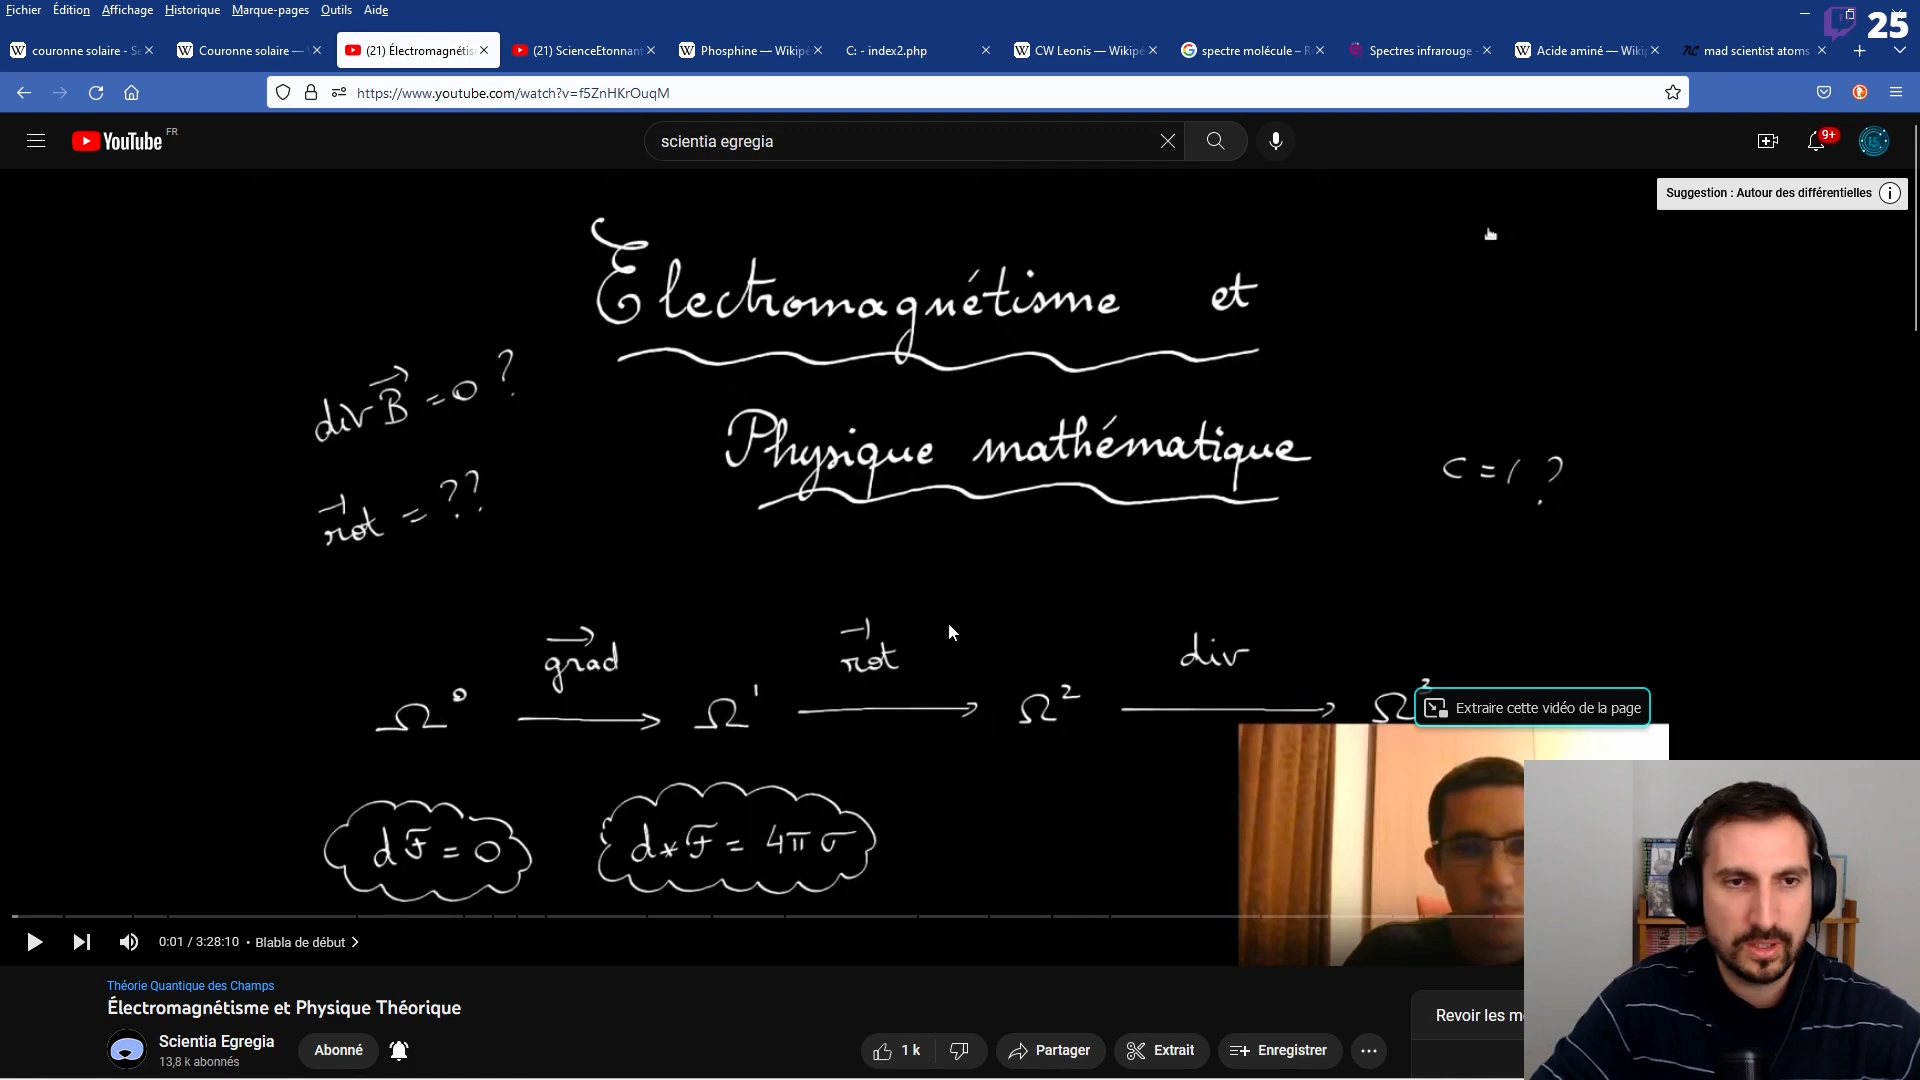 Fichier Édition Affichage Historique Marque-pages Outils Aide
25
couronne solaire - Se
Couronne solaire —
(21) Électromagnétis
(21) ScienceEtonnan
Phosphine — Wikipé
C: - index2.php
CW Leonis — Wikipé
spectre molécule – R
Spectres infrarouge -
Acide aminé — Wiki
mad scientist atoms
https://www.youtube.com/watch?v=f5ZnHKrOuqM
YouTube FR
scientia egregia
9+
Suggestion : Autour des différentielles
Électromagnétisme et
Physique mathématique
div B⃗ = 0 ?
rot⃗ = ??
c = 1 ?
grad⃗ rot⃗ div
Ω⁰ Ω¹ Ω² Ω³
Extraire cette vidéo de la page
dF = 0
d⋆F = 4π σ
0:01 / 3:28:10 • Blabla de début
Théorie Quantique des Champs
Électromagnétisme et Physique Théorique
Scientia Egregia
13,8 k abonnés
Abonné
1 k
Partager
Extrait
Enregistrer
Revoir les m